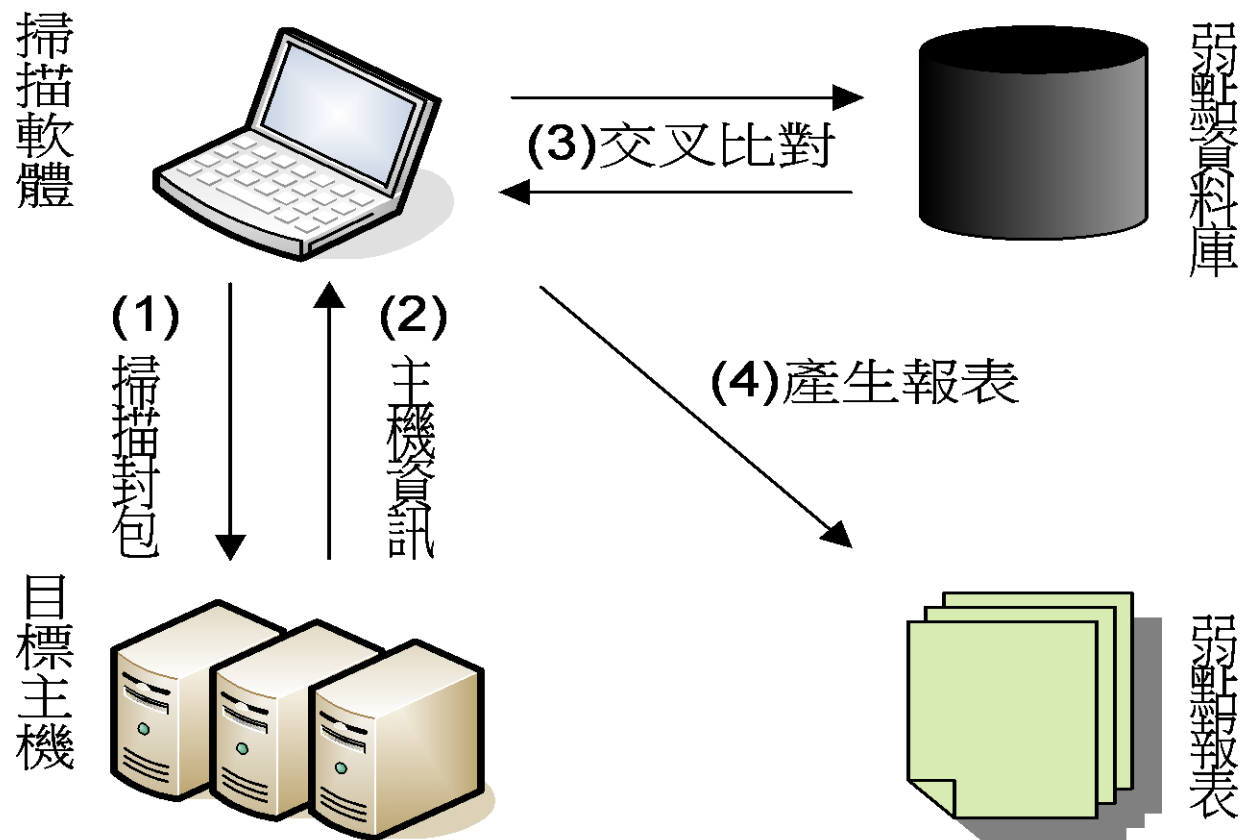 掃描軟體
(3)交叉比對
弱點資料庫
(1)
掃描封包
(2)
主機資訊
(4)產生報表
目標主機
弱點報表